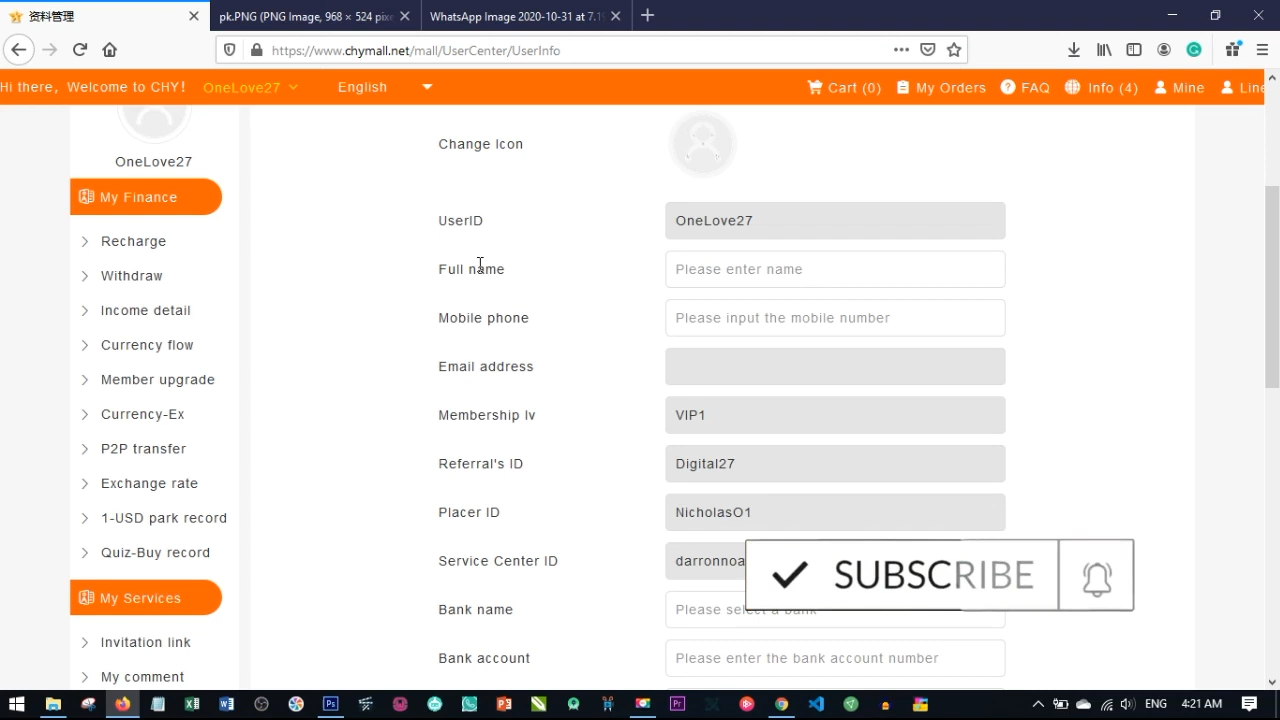 资料管理
pk.PNG (PNG Image, 968 × 524 pixe
WhatsApp Image 2020-10-31 at 7.1
https://www.chymall.net/mall/UserCenter/UserInfo
Hi there, Welcome to CHY! OneLove27 English Cart (0) My Orders FAQ Info (4) Mine Line
OneLove27
My Finance
Recharge
Withdraw
Income detail
Currency flow
Member upgrade
Currency-Ex
P2P transfer
Exchange rate
1-USD park record
Quiz-Buy record
My Services
Invitation link
My comment
Change Icon
UserID OneLove27
Full name Please enter name
Mobile phone Please input the mobile number
Email address
Membership lv VIP1
Referral's ID Digital27
Placer ID NicholasO1
Service Center ID darronnoa
Bank name Please select a bank
Bank account Please enter the bank account number
SUBSCRIBE
ENG 4:21 AM